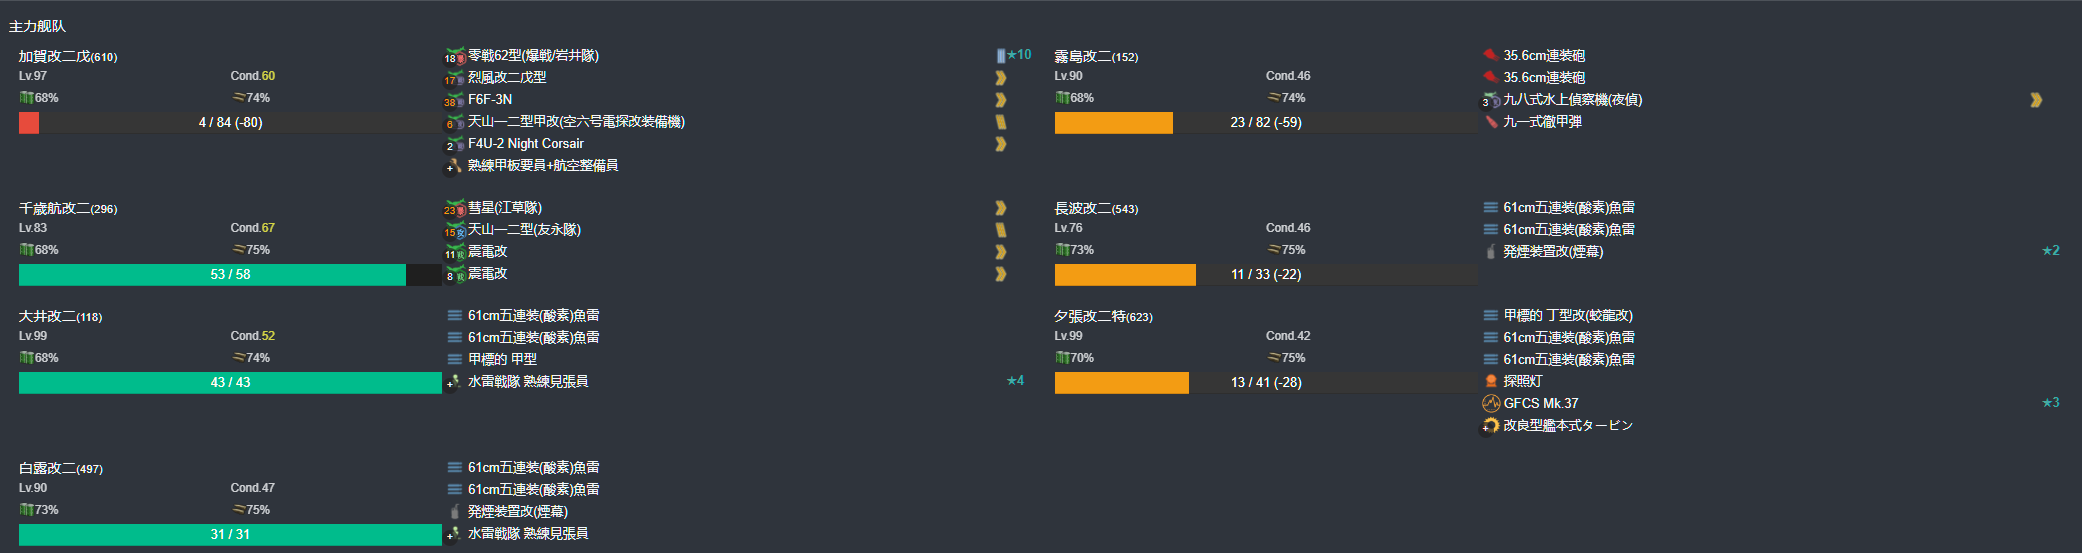 主力舰队
加賀改二戊(610)
Lv.97 Cond.60
68% 74%
4 / 84 (-80)
18 零戦62型(爆戦/岩井隊) ★10
17 烈風改二戊型
38 F6F-3N
6 天山一二型甲改(空六号電探改装備機)
2 F4U-2 Night Corsair
+ 熟練甲板要員+航空整備員
霧島改二(152)
Lv.90 Cond.46
68% 74%
23 / 82 (-59)
35.6cm連装砲
35.6cm連装砲
3 九八式水上偵察機(夜偵)
九一式徹甲弾
千歳航改二(296)
Lv.83 Cond.67
68% 75%
53 / 58
23 彗星(江草隊)
15 天山一二型(友永隊)
11 震電改
8 震電改
長波改二(543)
Lv.76 Cond.46
73% 75%
11 / 33 (-22)
61cm五連装(酸素)魚雷
61cm五連装(酸素)魚雷
発煙装置改(煙幕) ★2
大井改二(118)
Lv.99 Cond.52
68% 74%
43 / 43
61cm五連装(酸素)魚雷
61cm五連装(酸素)魚雷
甲標的 甲型
+ 水雷戦隊 熟練見張員 ★4
夕張改二特(623)
Lv.99 Cond.42
70% 75%
13 / 41 (-28)
甲標的 丁型改(蛟龍改)
61cm五連装(酸素)魚雷
61cm五連装(酸素)魚雷
探照灯
GFCS Mk.37 ★3
+ 改良型艦本式タービン
白露改二(497)
Lv.90 Cond.47
73% 75%
31 / 31
61cm五連装(酸素)魚雷
61cm五連装(酸素)魚雷
発煙装置改(煙幕)
+ 水雷戦隊 熟練見張員